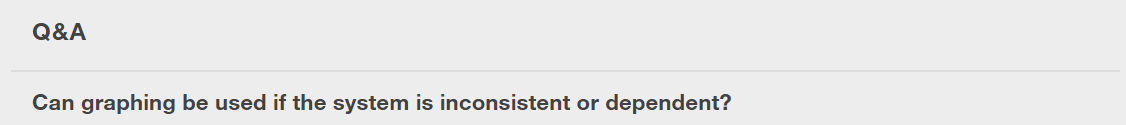 Q&A
Can graphing be used if the system is inconsistent or dependent?